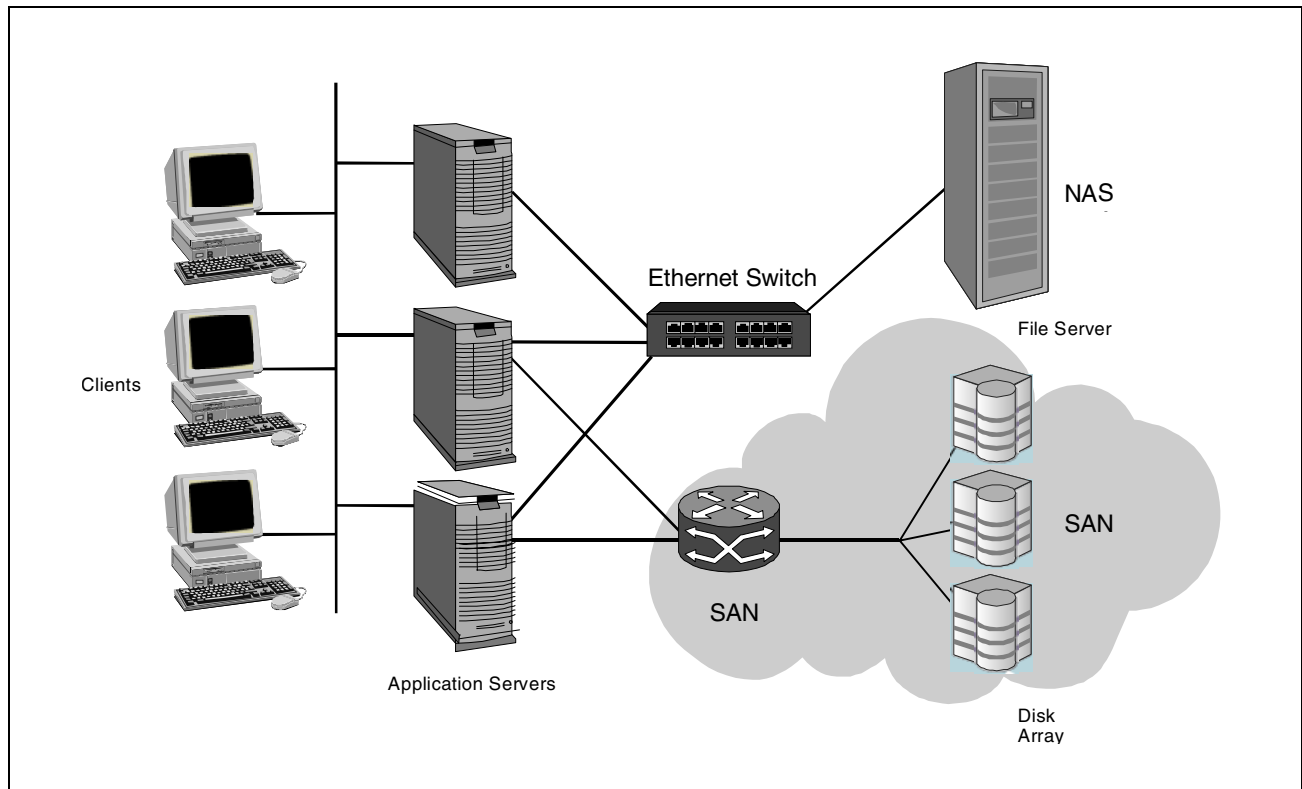 NAS
Ethernet Switch
File Server
Clients
SAN
SAN
Application Servers
Disk
Array